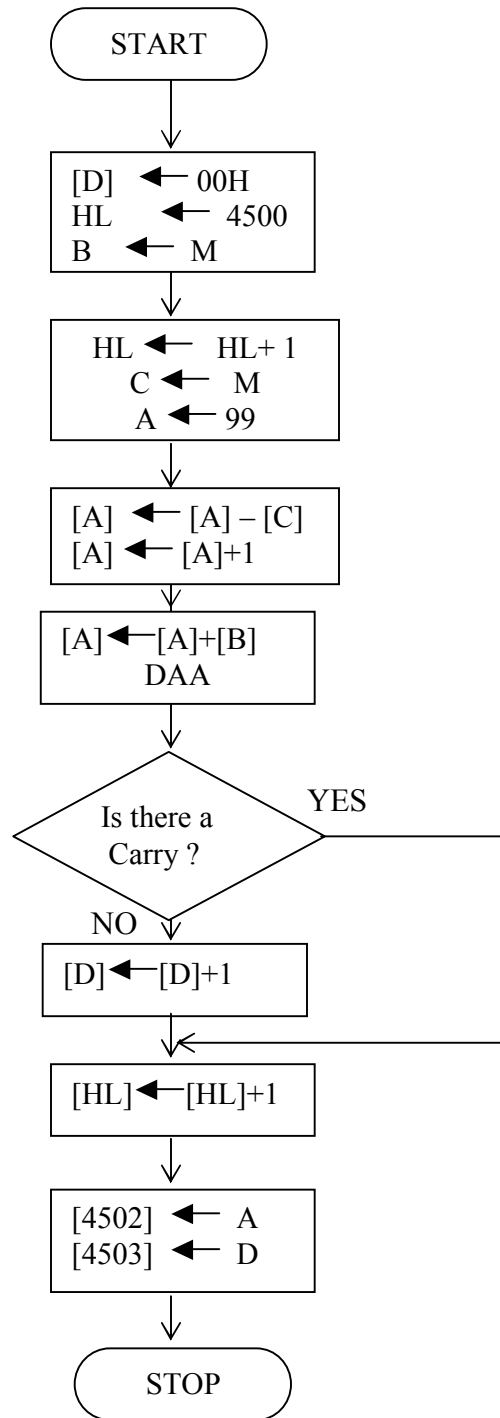 START
[D] ← 00H
HL ← 4500
B ← M
HL ← HL+ 1
C ← M
A ← 99
[A] ← [A] – [C]
[A] ← [A]+1
[A] ← [A]+[B]
DAA
Is there a
Carry ?
YES
NO
[D] ← [D]+1
[HL] ← [HL]+1
[4502] ← A
[4503] ← D
STOP